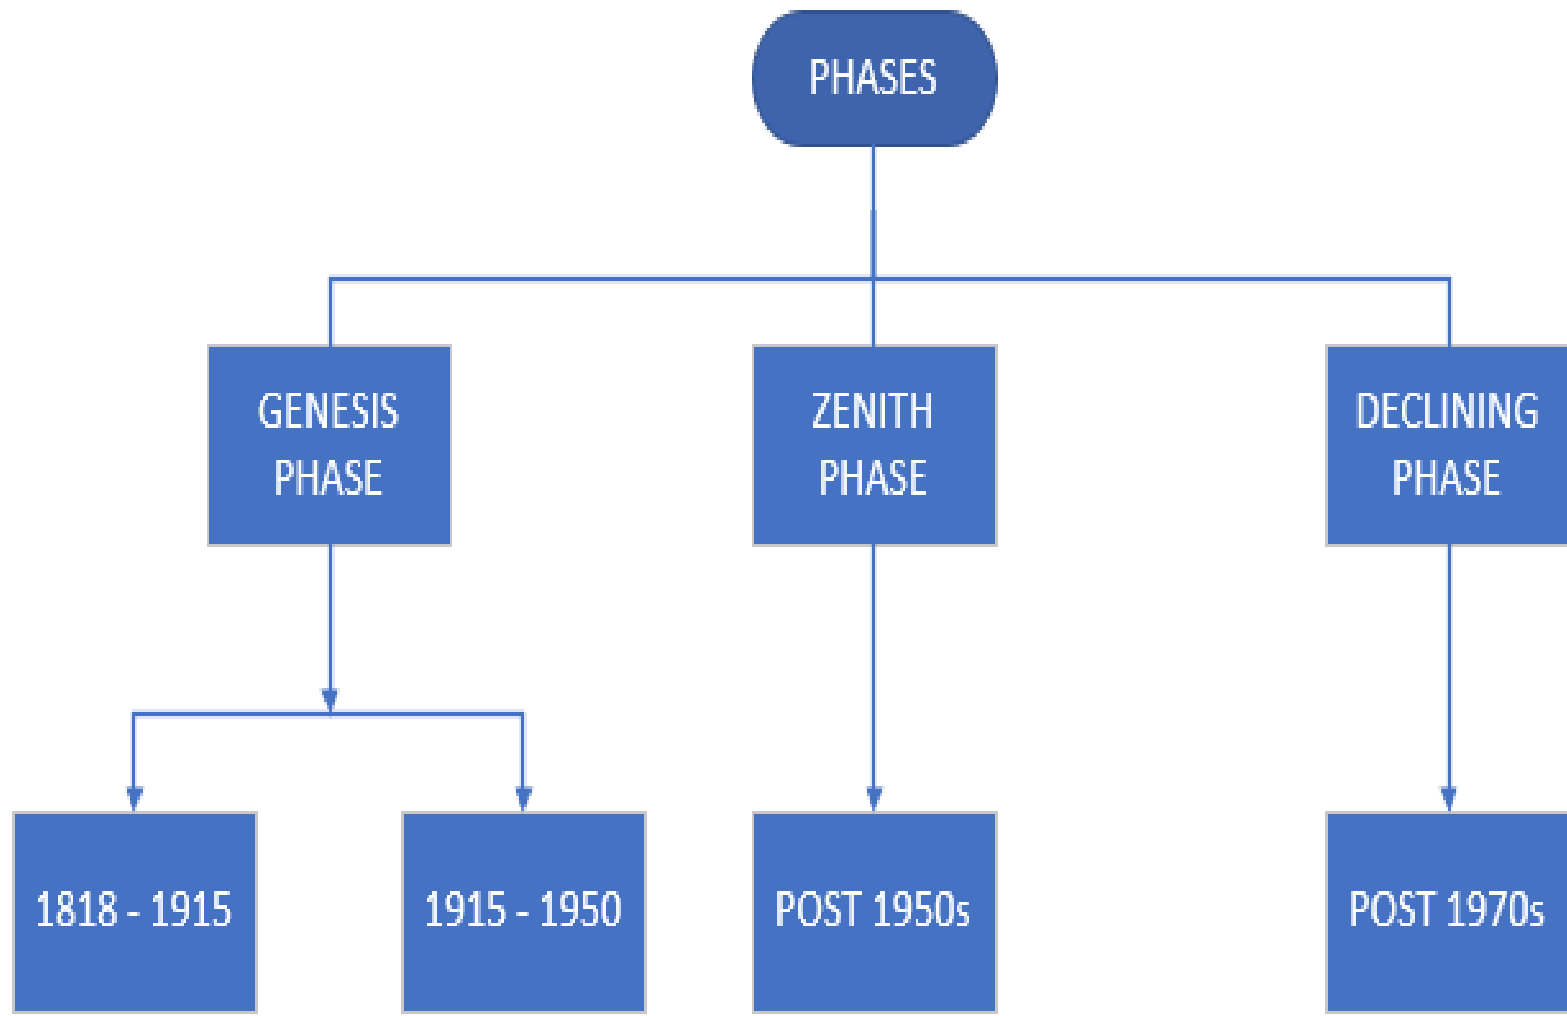 PHASES
GENESIS
PHASE
ZENITH
PHASE
DECLINING
PHASE
1818 - 1915
1915 - 1950
POST 1950s
POST 1970s